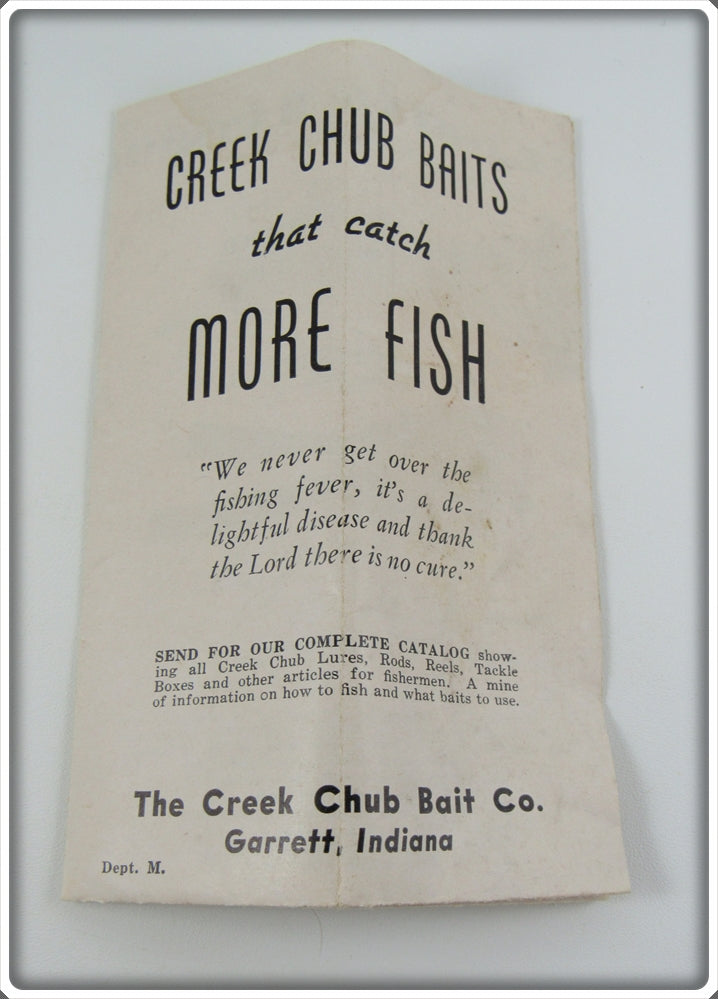 CREEK CHUB BAITS
that catch
MORE FISH
"We never get over the
fishing fever, it's a de-
lightful disease and thank
the Lord there is no cure."
SEND FOR OUR COMPLETE CATALOG show-
ing all Creek Chub Lures, Rods, Reels, Tackle
Boxes and other articles for fishermen. A mine
of information on how to fish and what baits to use.
The Creek Chub Bait Co.
Garrett, Indiana
Dept. M.